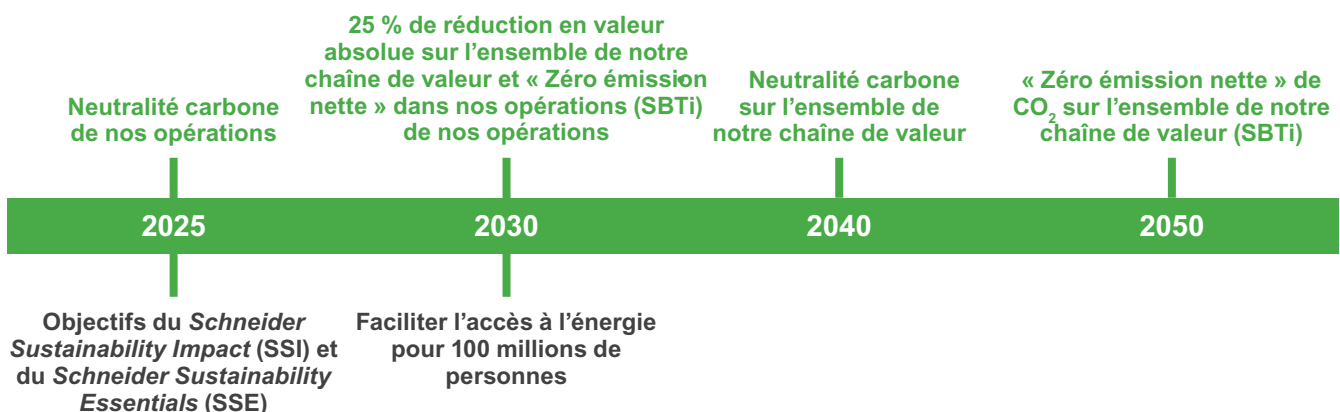 Neutralité carbone
de nos opérations
25 % de réduction en valeur
absolue sur l’ensemble de notre
chaîne de valeur et « Zéro émission
nette » dans nos opérations (SBTi)
de nos opérations
Neutralité carbone
sur l’ensemble de
notre chaîne de valeur
« Zéro émission nette » de
CO₂ sur l’ensemble de notre
chaîne de valeur (SBTi)
2025
2030
2040
2050
Objectifs du Schneider
Sustainability Impact (SSI) et
du Schneider Sustainability
Essentials (SSE)
Faciliter l’accès à l’énergie
pour 100 millions de
personnes